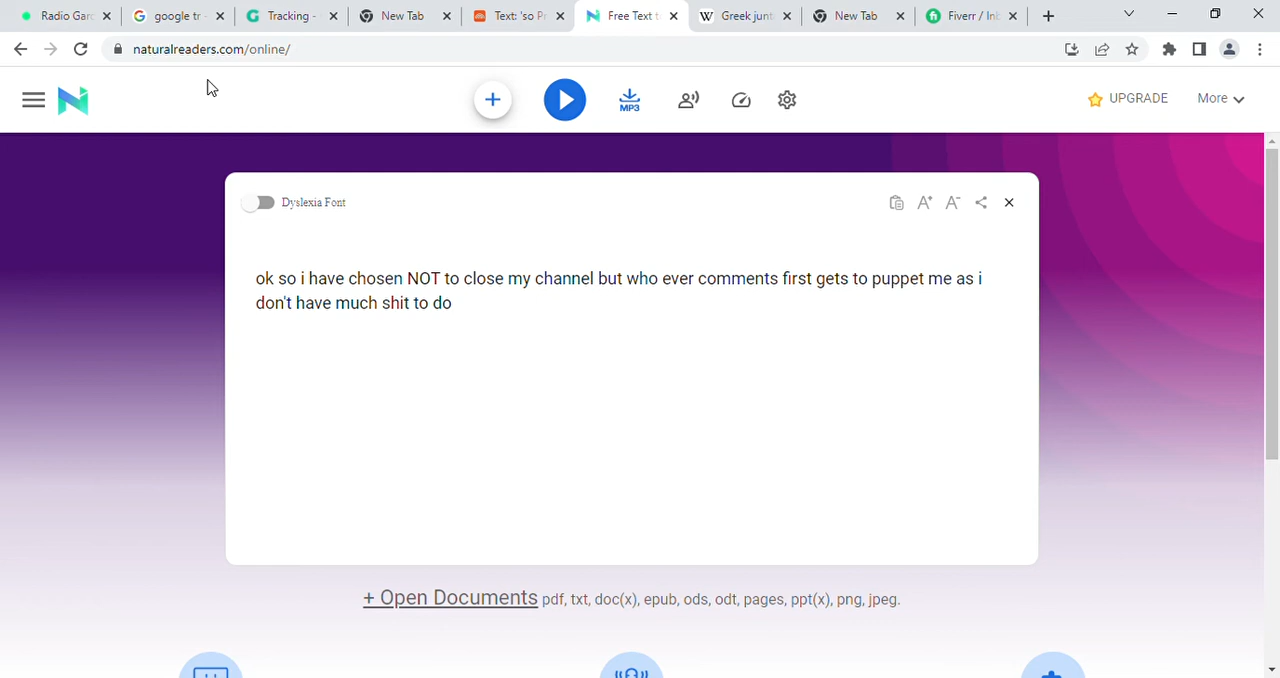 Radio Gard
google tr
Tracking -
New Tab
Text: 'so Pr
Free Text t
Greek junt
New Tab
Fiverr / Inb
naturalreaders.com/online/
MP3
UPGRADE
More
Dyslexia Font
A+
A-
ok so i have chosen NOT to close my channel but who ever comments first gets to puppet me as i
don't have much shit to do
+ Open Documents pdf, txt, doc(x), epub, ods, odt, pages, ppt(x), png, jpeg.